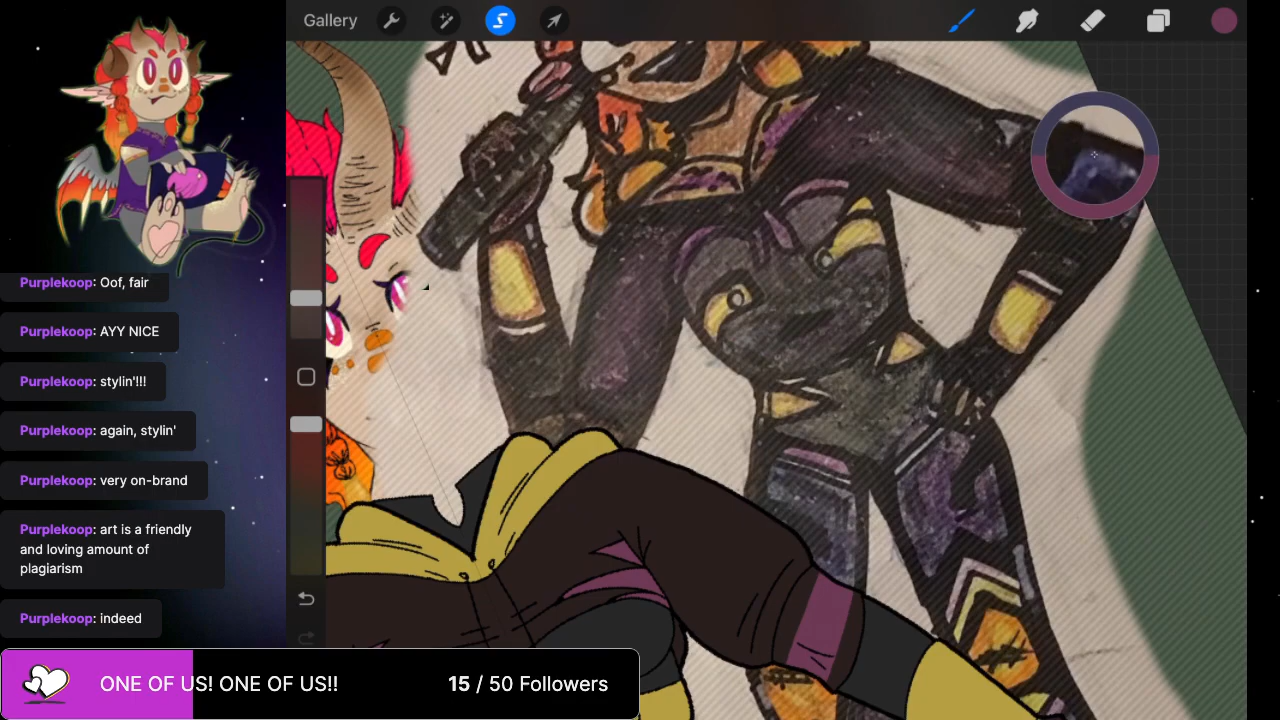 Gallery
Purplekoop: Oof, fair
Purplekoop: AYY NICE
Purplekoop: stylin'!!!
Purplekoop: again, stylin'
Purplekoop: very on-brand
Purplekoop: art is a friendly
and loving amount of
plagiarism
Purplekoop: indeed
ONE OF US! ONE OF US!! 15 / 50 Followers